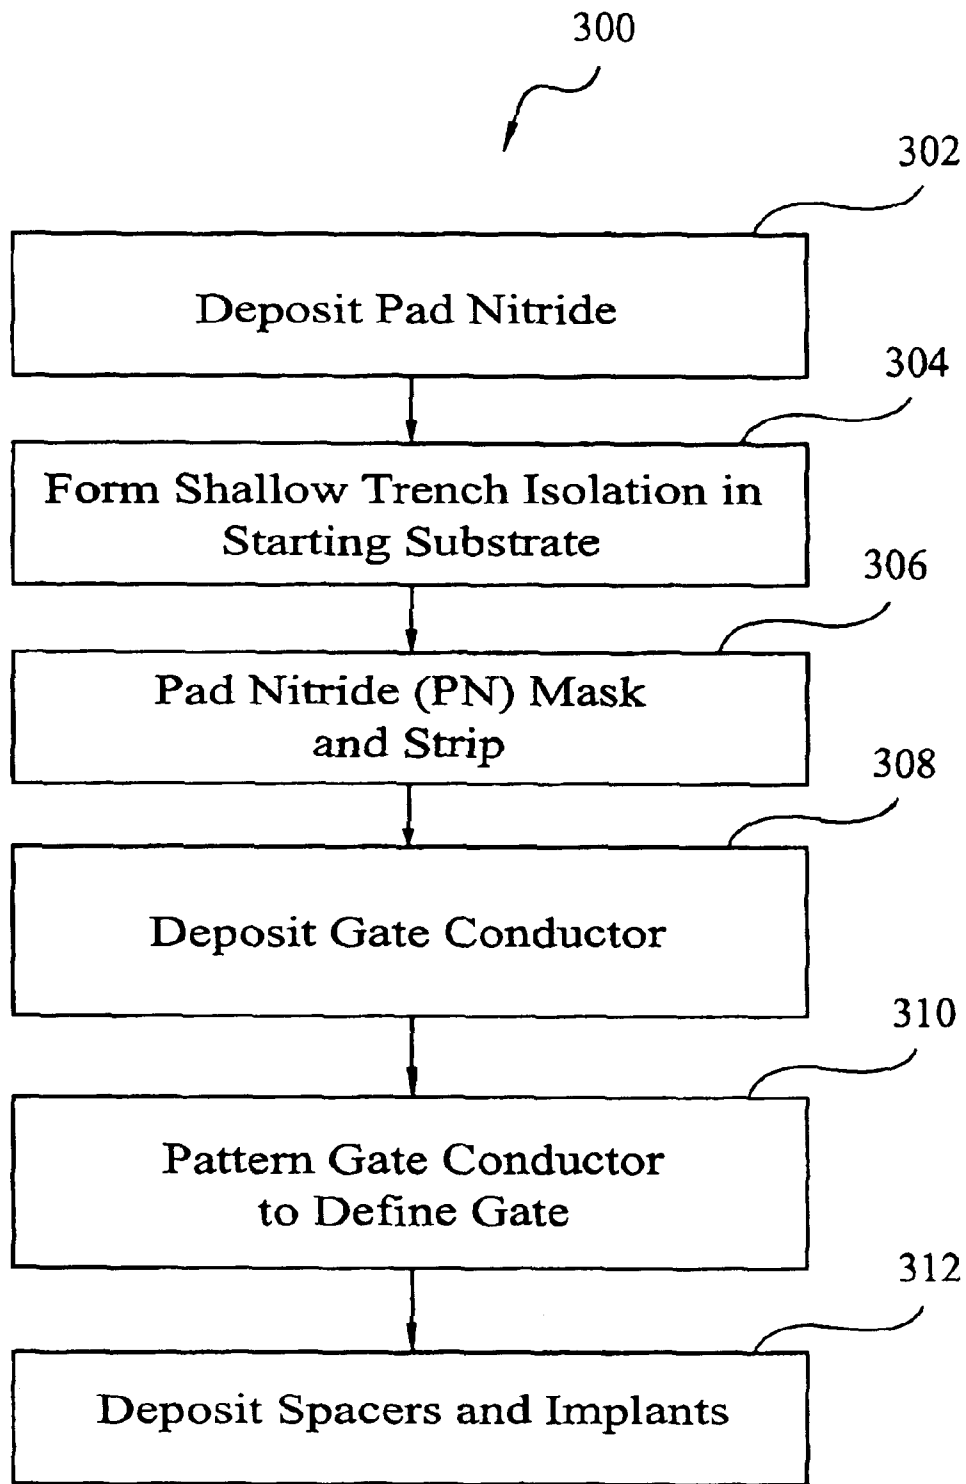 300
302
Deposit Pad Nitride
304
Form Shallow Trench Isolation in
Starting Substrate
306
Pad Nitride (PN) Mask
and Strip
308
Deposit Gate Conductor
310
Pattern Gate Conductor
to Define Gate
312
Deposit Spacers and Implants